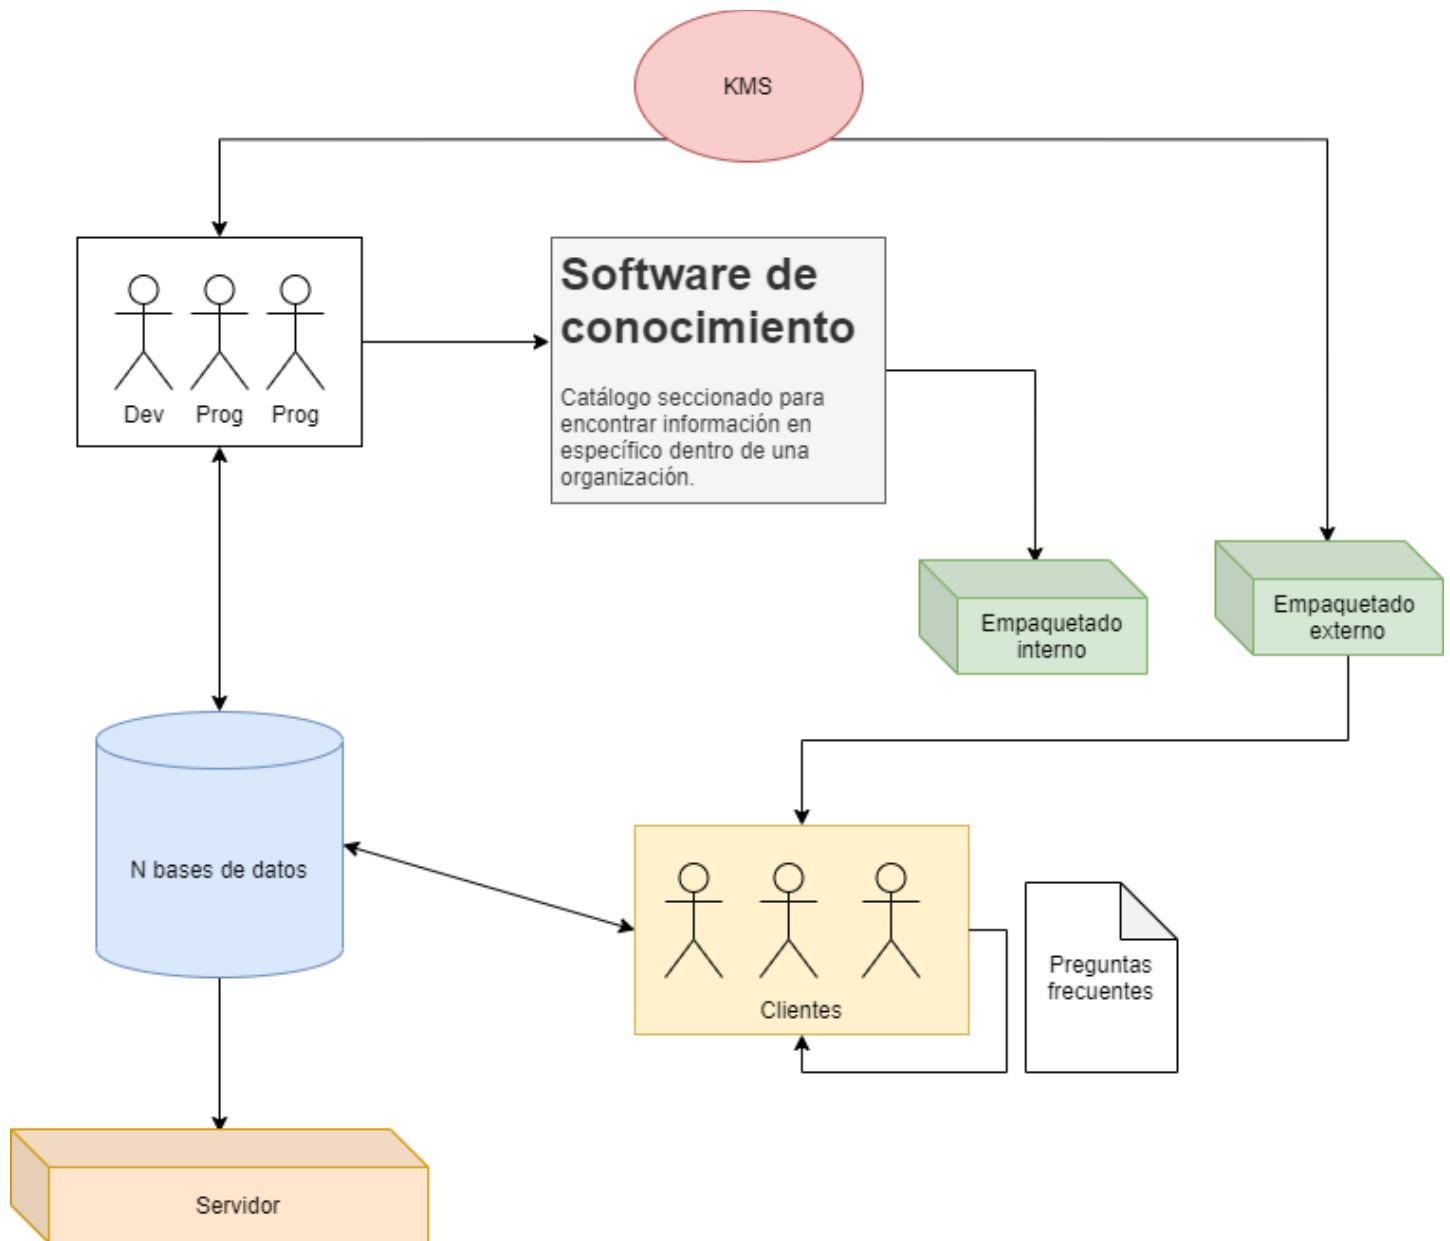 KMS
Software de
conocimiento
Catálogo seccionado para
encontrar información en
específico dentro de una
organización.
Dev
Prog
Prog
Empaquetado
interno
Empaquetado
externo
N bases de datos
Clientes
Preguntas
frecuentes
Servidor